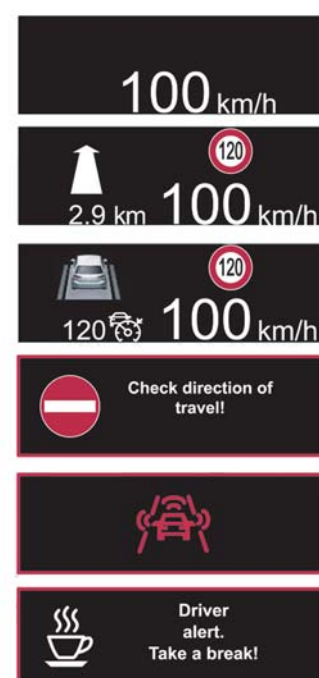 100 km/h
120
2.9 km 100 km/h
120
120 100 km/h
Check direction of
travel!
Driver
alert.
Take a break!